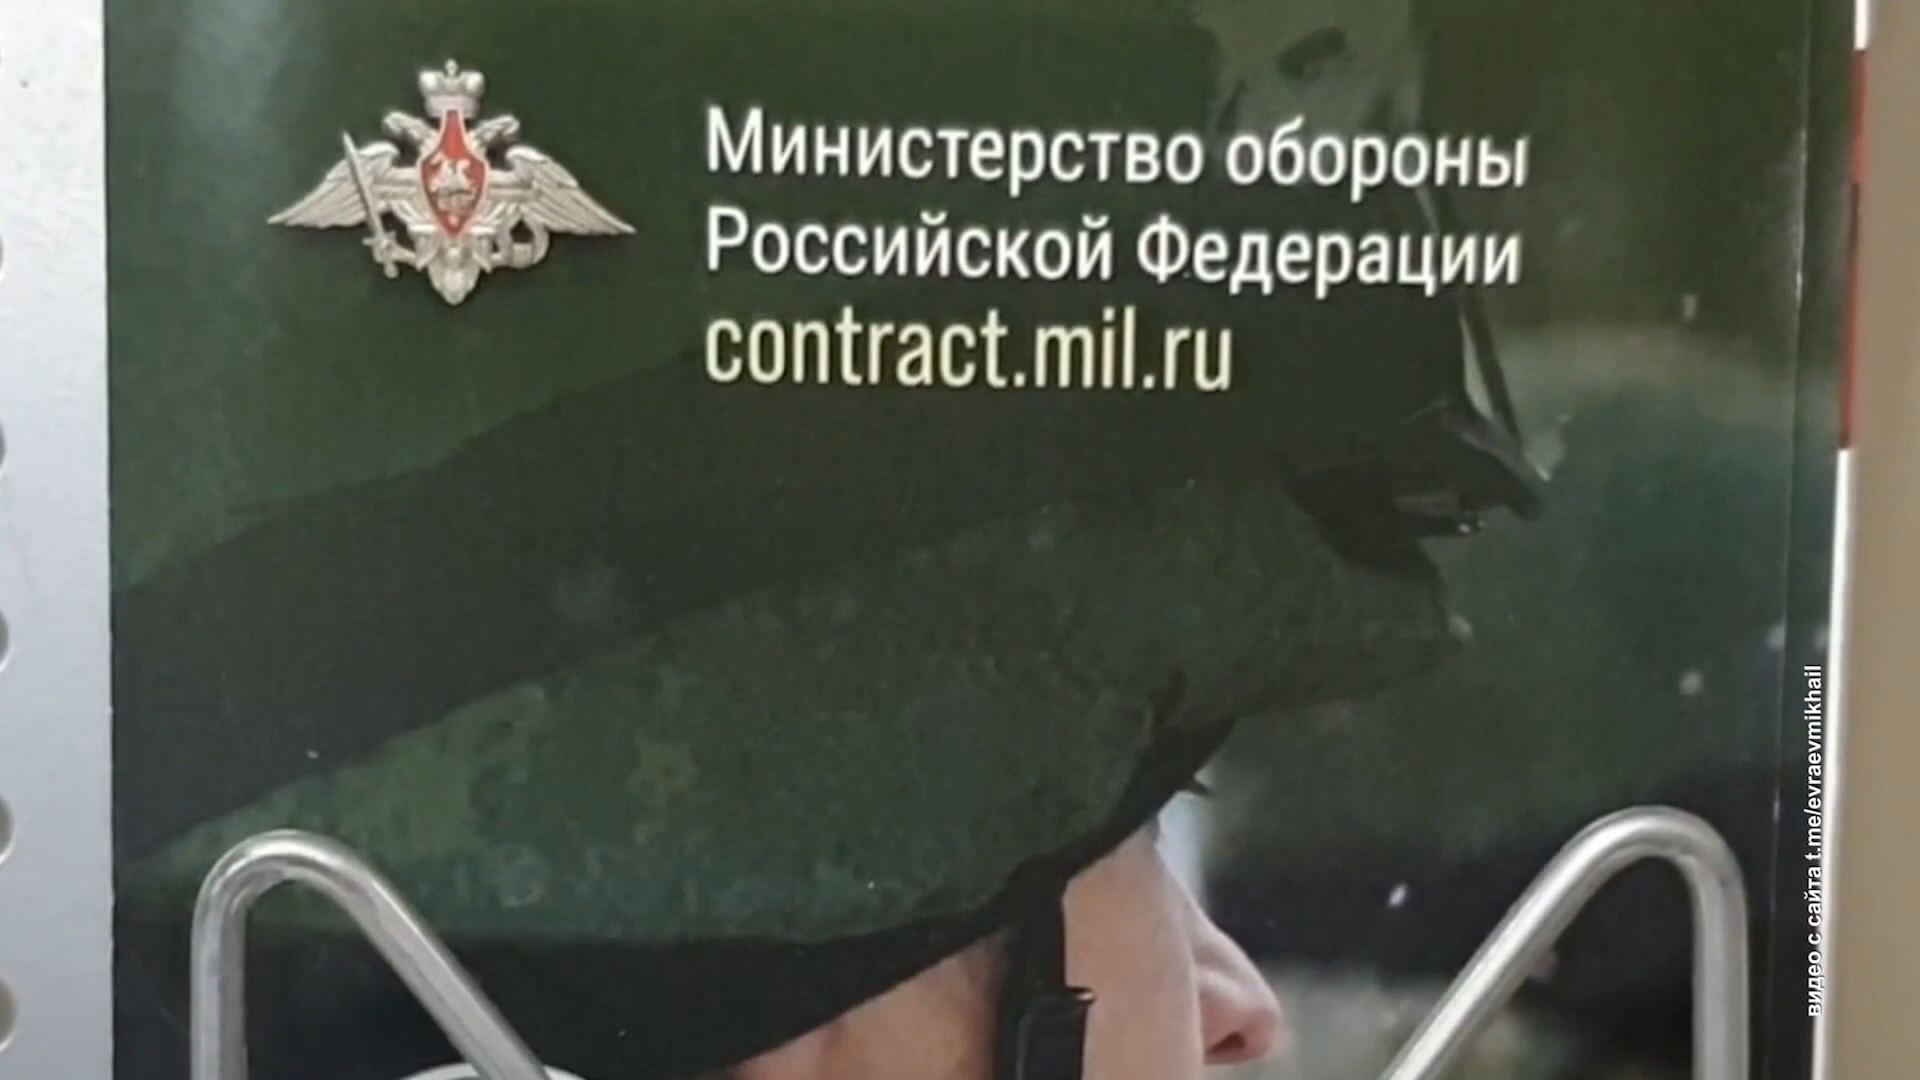 Министерство обороны
Российской Федерации
contract.mil.ru
видео с сайта t.me/evraevmikhail